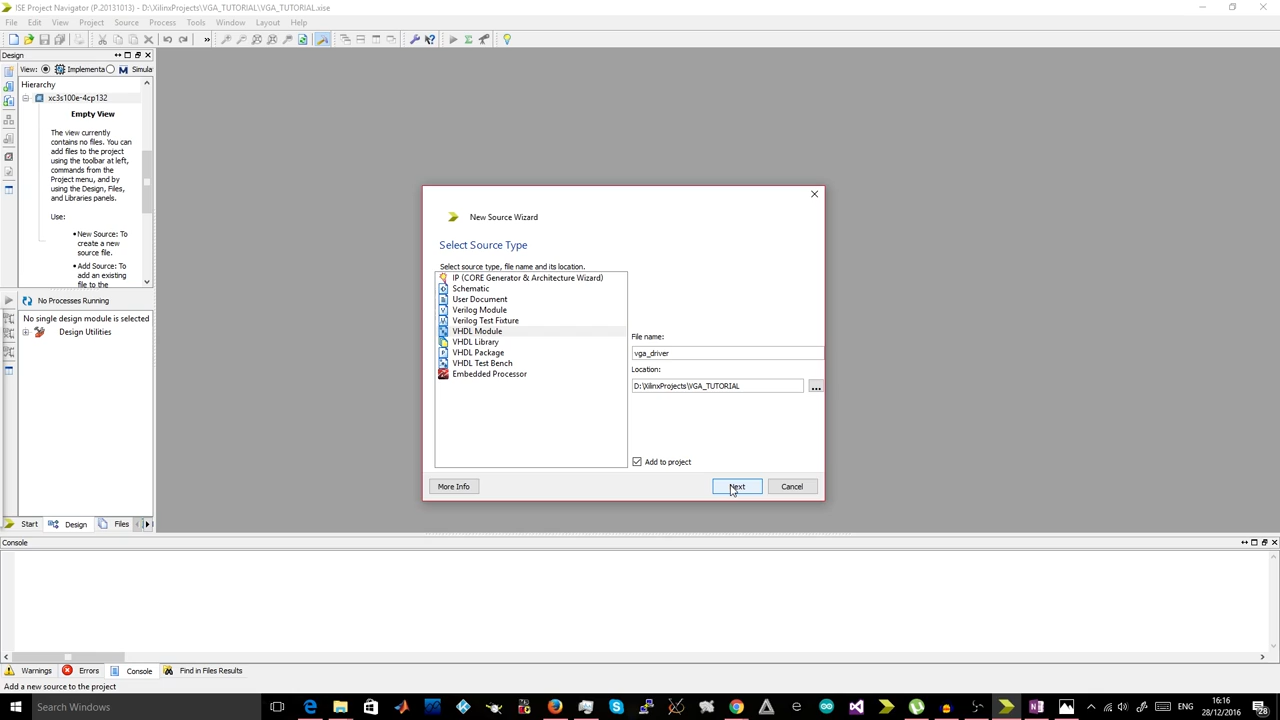 ISE Project Navigator (P.20131013) - D:\XilinxProjects\VGA_TUTORIAL\VGA_TUTORIAL.xise
File Edit View Project Source Process Tools Window Layout Help
Design
View: Implementa Simula
Hierarchy
xc3s100e-4cp132
Empty View
The view currently
contains no files. You can
add files to the project
using the toolbar at left,
commands from the
Project menu, and by
using the Design, Files,
and Libraries panels.
Use:
• New Source: To
create a new
source file.
• Add Source: To
add an existing
file to the
No Processes Running
No single design module is selected
Design Utilities
Start Design Files
New Source Wizard
Select Source Type
Select source type, file name and its location.
IP (CORE Generator & Architecture Wizard)
Schematic
User Document
Verilog Module
Verilog Test Fixture
VHDL Module
VHDL Library
VHDL Package
VHDL Test Bench
Embedded Processor
File name:
vga_driver
Location:
D:\XilinxProjects\VGA_TUTORIAL
...
Add to project
More Info Next Cancel
Console
Warnings Errors Console Find in Files Results
Add a new source to the project
Search Windows
ENG
16:16
28/12/2016